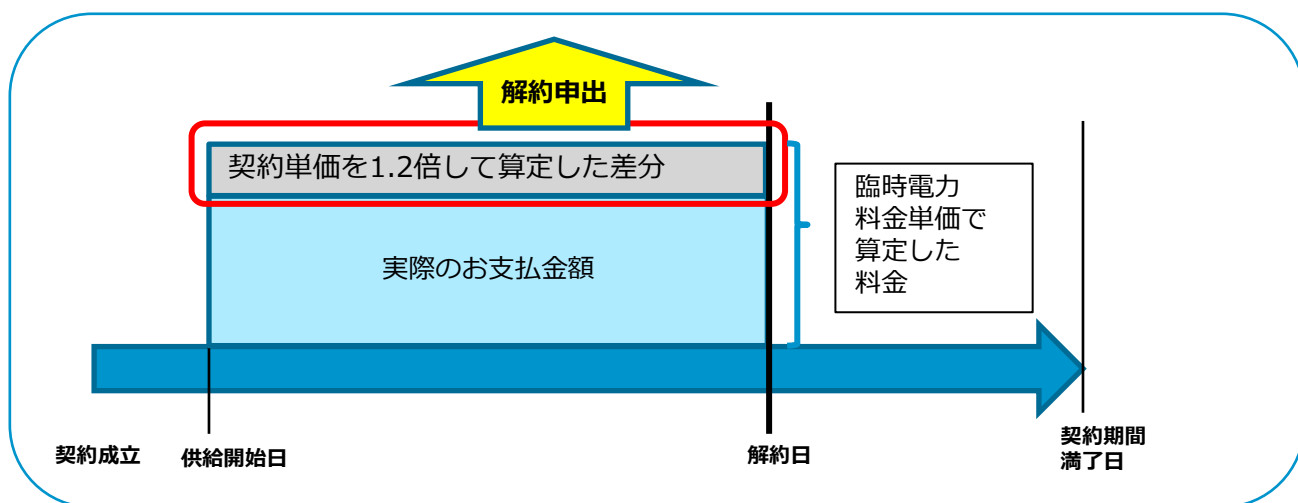 解約申出
契約単価を1.2倍して算定した差分
実際のお支払金額
臨時電力
料金単価で
算定した
料金
契約成立
供給開始日
解約日
契約期間
満了日